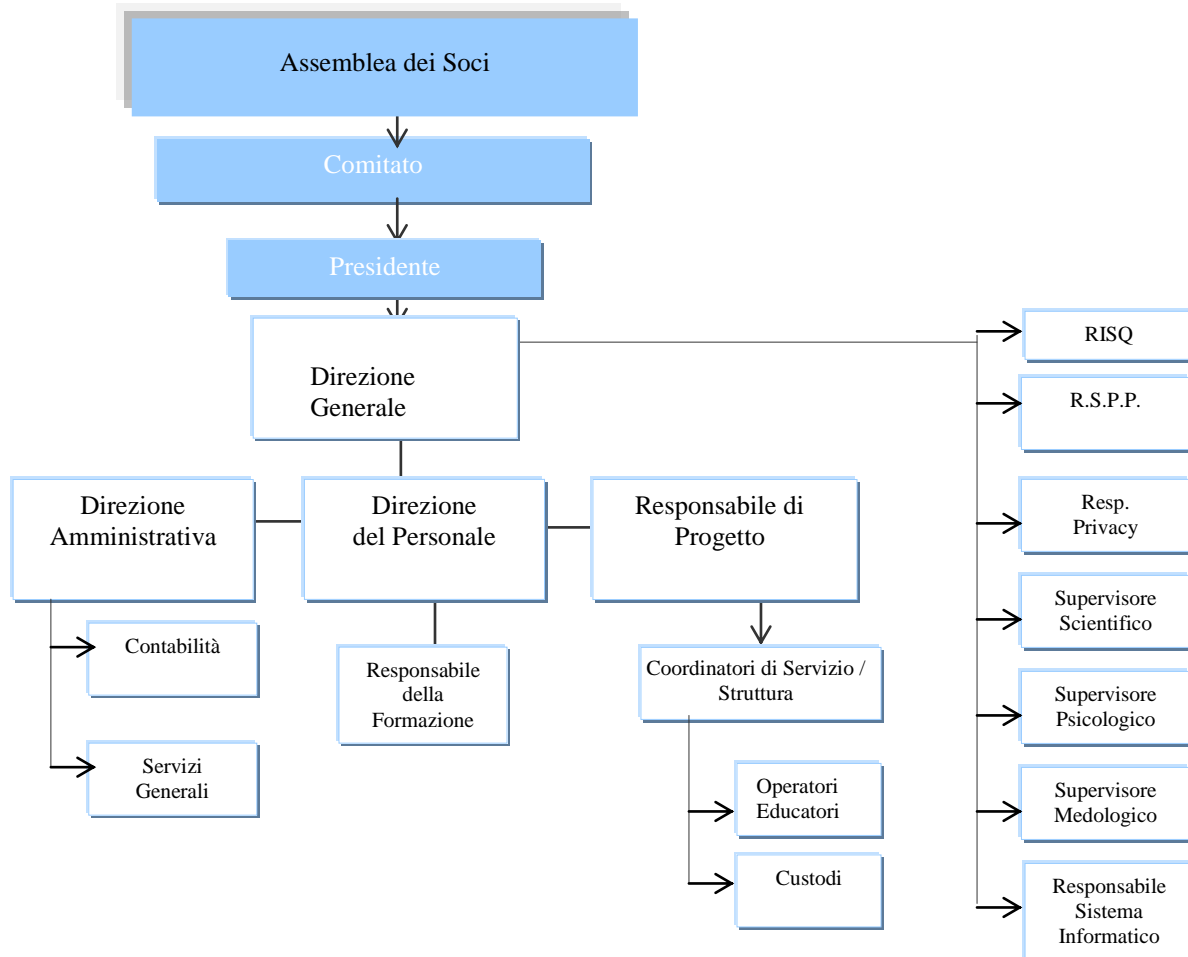 Assemblea dei Soci
Comitato
Presidente
Direzione
Generale
RISQ
R.S.P.P.
Resp.
Privacy
Supervisore
Scientifico
Supervisore
Psicologico
Supervisore
Medologico
Responsabile
Sistema
Informatico
Direzione
Amministrativa
Direzione
del Personale
Responsabile di
Progetto
Contabilità
Servizi
Generali
Responsabile
della
Formazione
Coordinatori di Servizio /
Struttura
Operatori
Educatori
Custodi